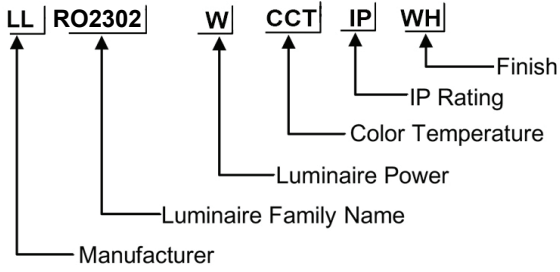 LL RO2302 W CCT IP WH
Finish
IP Rating
Color Temperature
Luminaire Power
Luminaire Family Name
Manufacturer